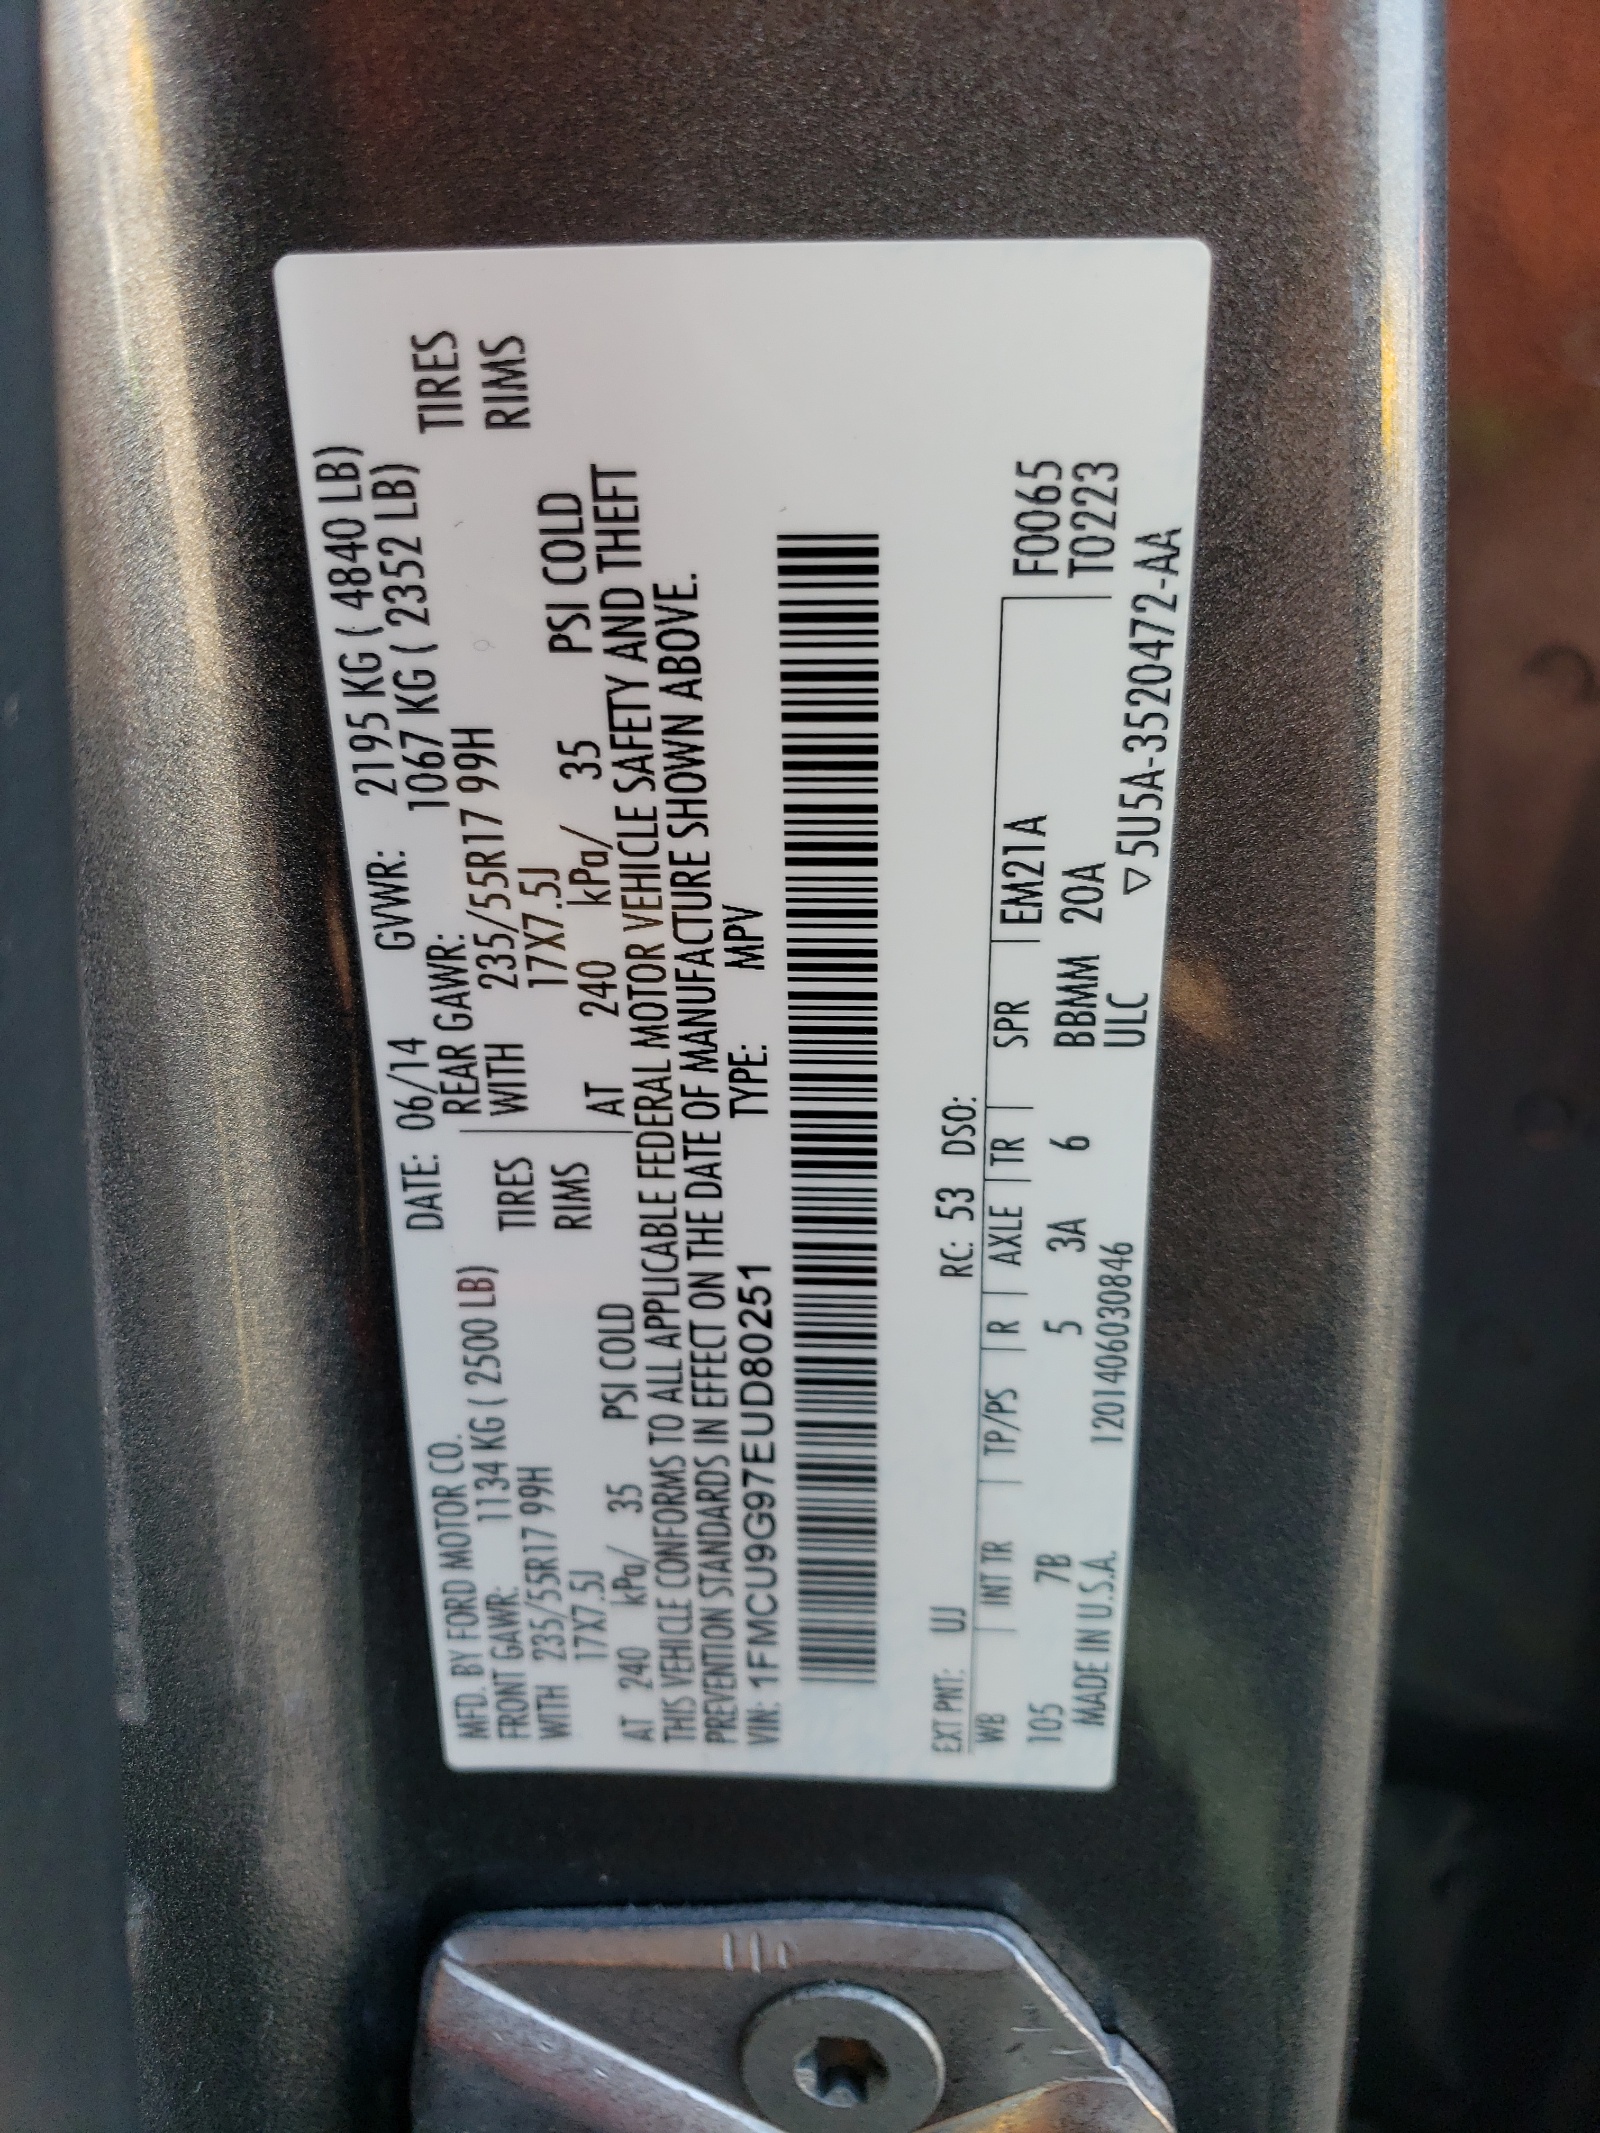 MFD. BY FORD MOTOR CO. DATE: 06/14 GVWR: 2195 KG ( 4840 LB)
FRONT GAWR: 1134 KG ( 2500 LB) REAR GAWR: 1067 KG ( 2352 LB)
WITH 235/55R17 99H TIRES WITH 235/55R17 99H TIRES
17X7.5J RIMS 17X7.5J RIMS
AT 240 kPa/ 35 PSI COLD AT 240 kPa/ 35 PSI COLD
THIS VEHICLE CONFORMS TO ALL APPLICABLE FEDERAL MOTOR VEHICLE SAFETY AND THEFT
PREVENTION STANDARDS IN EFFECT ON THE DATE OF MANUFACTURE SHOWN ABOVE.
VIN: 1FMCU9G97EUD80251 TYPE: MPV
EXT PNT: UJ RC: 53 DSO:
WB | INT TR | TP/PS | R | AXLE | TR | SPR | EM21A F0065
105 7B 5 3A 6 BBMM 20A T0223
MADE IN U.S.A. 120140603084​6 ULC ▽5U5A-3520472-AA